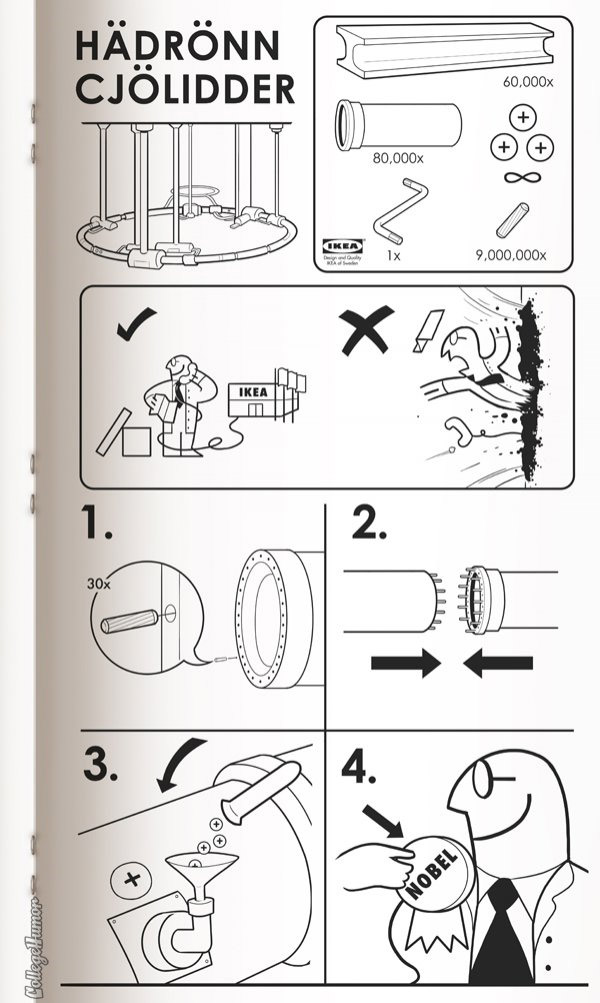 HÄDRÖNN
CJÖLIDDER
60,000x
80,000x
1x
9,000,000x
IKEA
Design and Quality
IKEA of Sweden
IKEA
1.
2.
30x
3.
4.
NOBEL
CollegeHumor